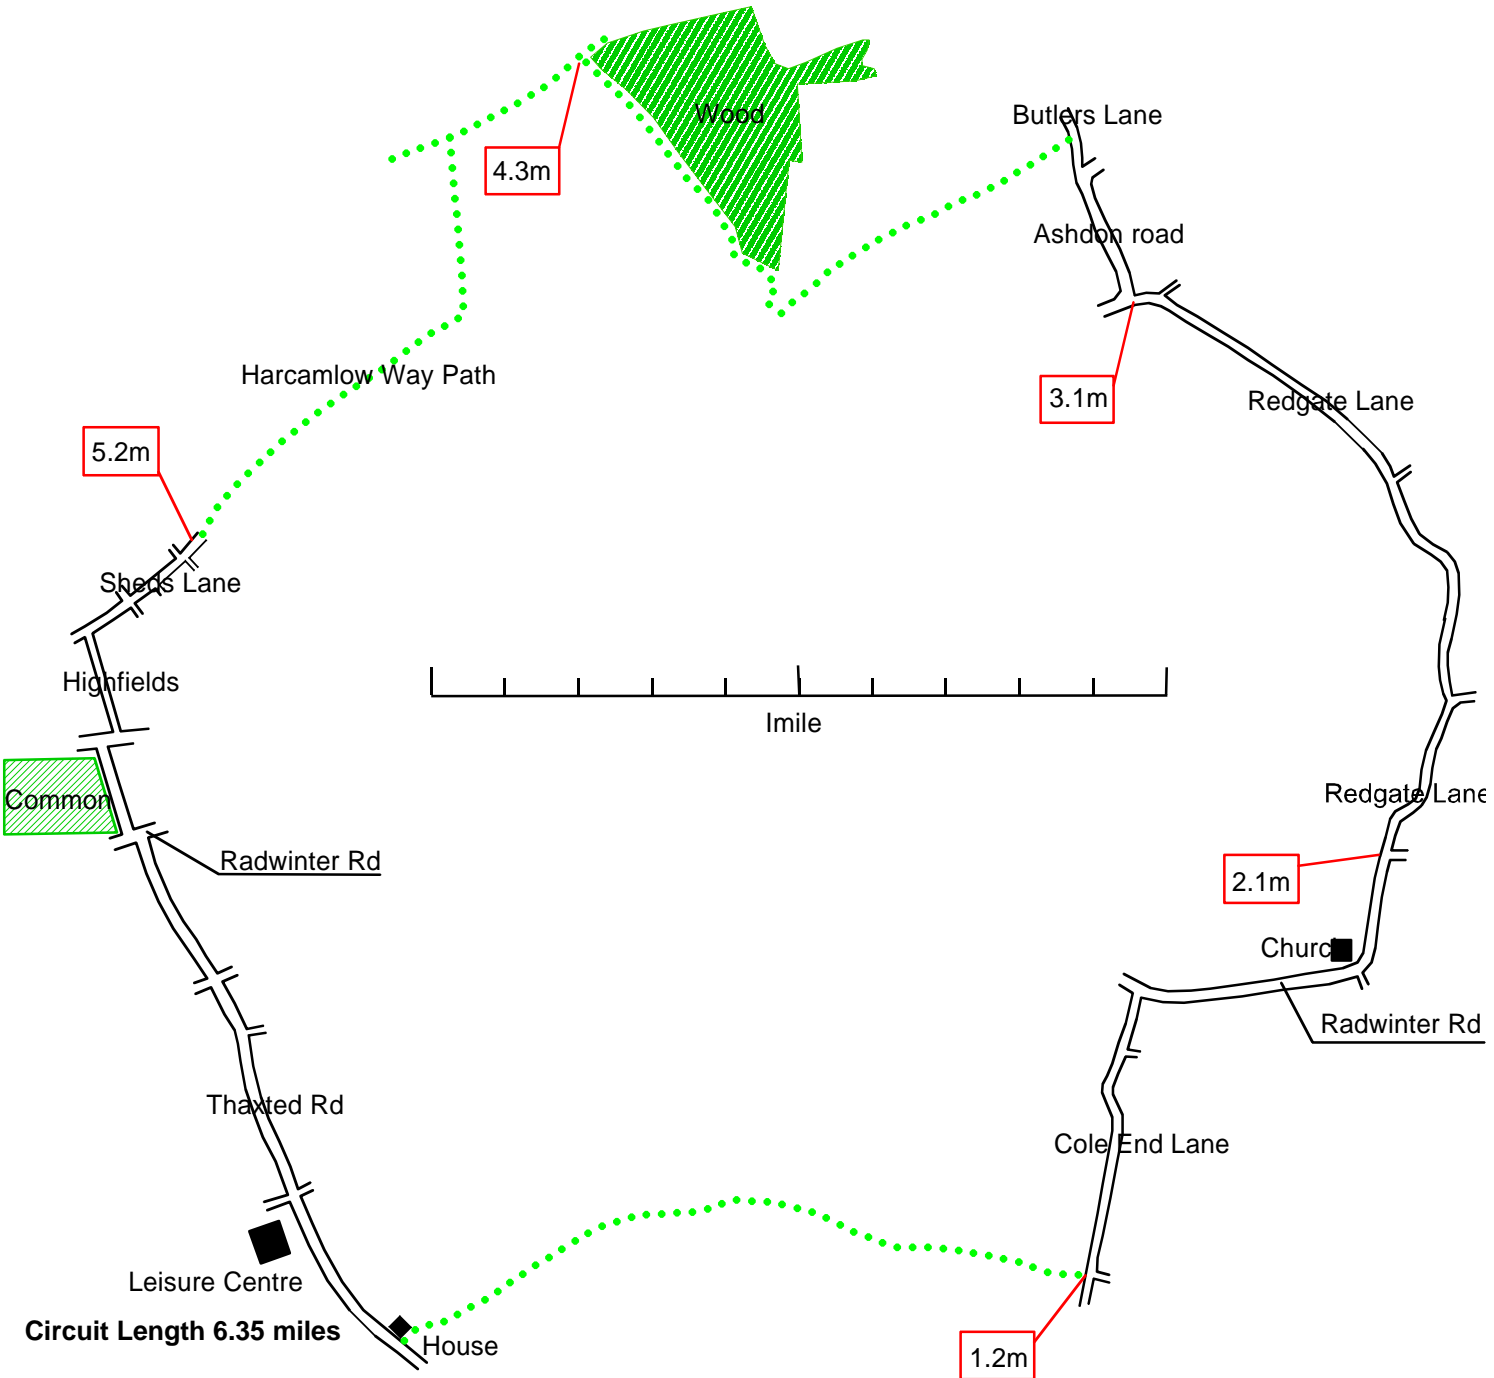 Wood
Butlers Lane
4.3m
Ashdon road
Harcamlow Way Path
3.1m
Redgate Lane
5.2m
Sheds Lane
Highfields
Imile
Common
Redgate Lane
Radwinter Rd
2.1m
Church
Radwinter Rd
Thaxted Rd
Cole End Lane
Leisure Centre
Circuit Length 6.35 miles
House
1.2m